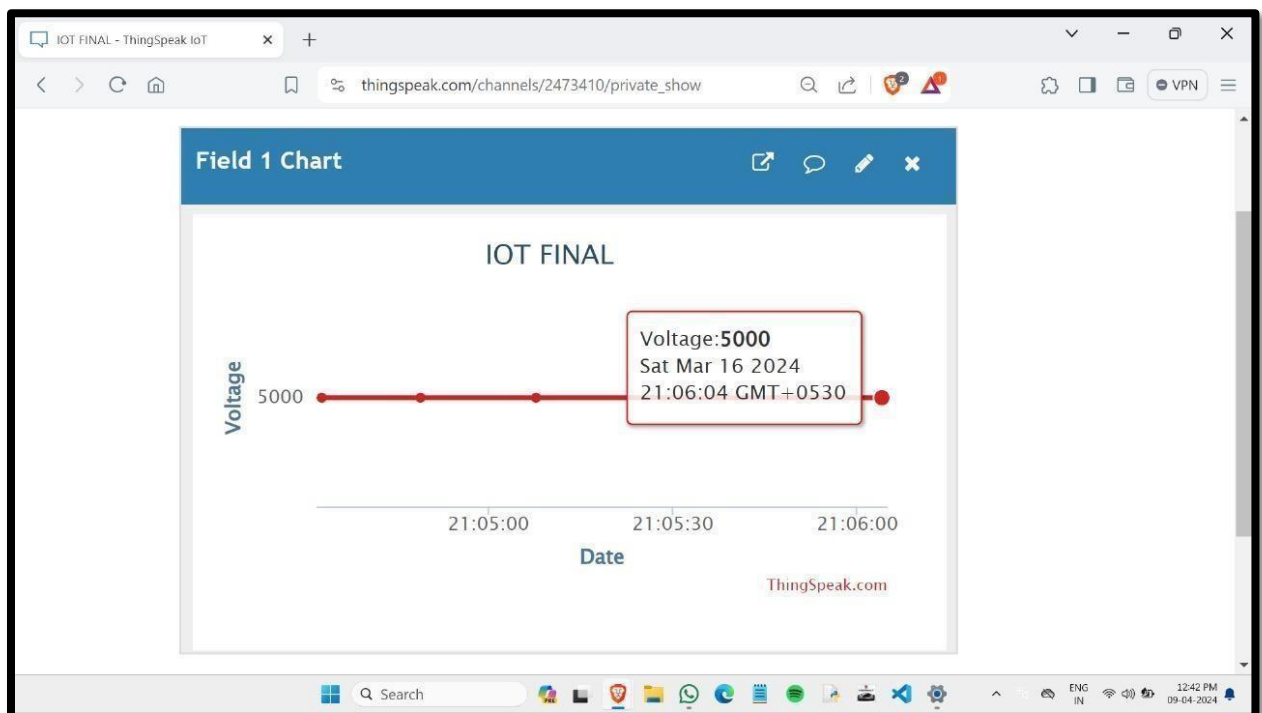 IOT FINAL - ThingSpeak IoT
thingspeak.com/channels/2473410/private_show
2
1
VPN
Field 1 Chart
IOT FINAL
Voltage:5000
Sat Mar 16 2024
21:06:04 GMT+0530
Voltage
5000
21:05:00 21:05:30 21:06:00
Date
ThingSpeak.com
Search
ENG
IN
12:42 PM
09-04-2024